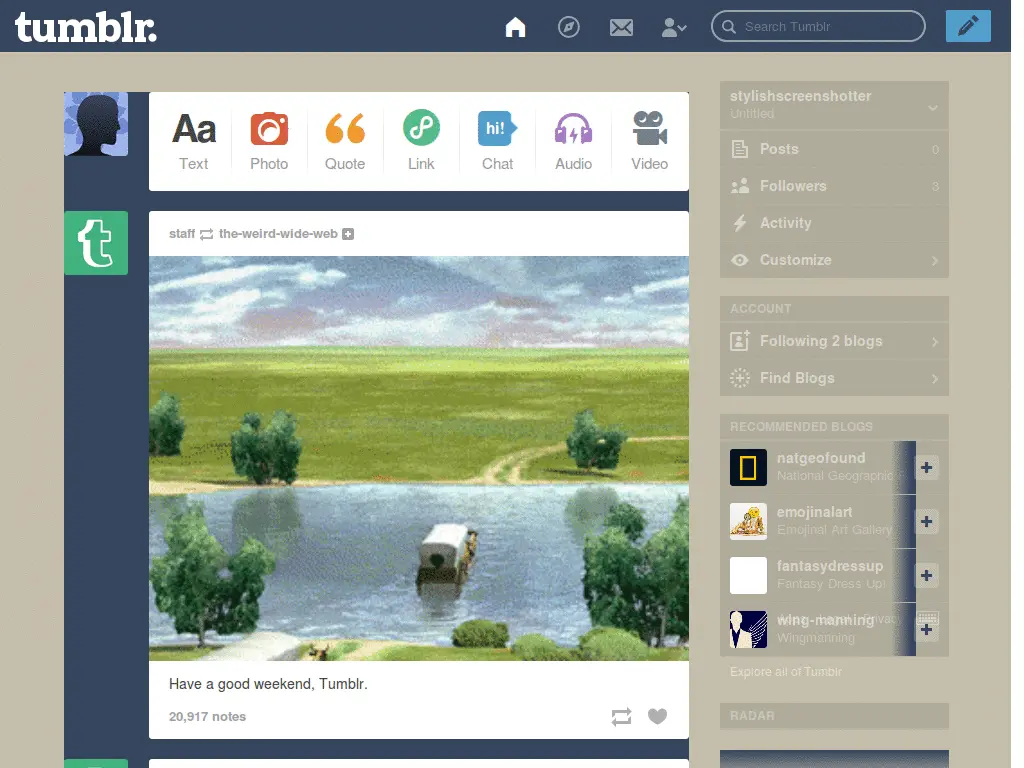 tumblr.
Search Tumblr
Aa
hi!
Text
Photo
Quote
Link
Chat
Audio
Video
staff the-weird-wide-web
Have a good weekend, Tumblr.
20,917 notes
stylishscreenshotter
Untitled
Posts 0
Followers 3
Activity
Customize
ACCOUNT
Following 2 blogs
Find Blogs
RECOMMENDED BLOGS
natgeofound
National Geographic
emojinalart
Emojinal Art Gallery
fantasydressup
Fantasy Dress Up!
wing-manning
Legal Privacy
Wingmanning
Explore all of Tumblr
RADAR